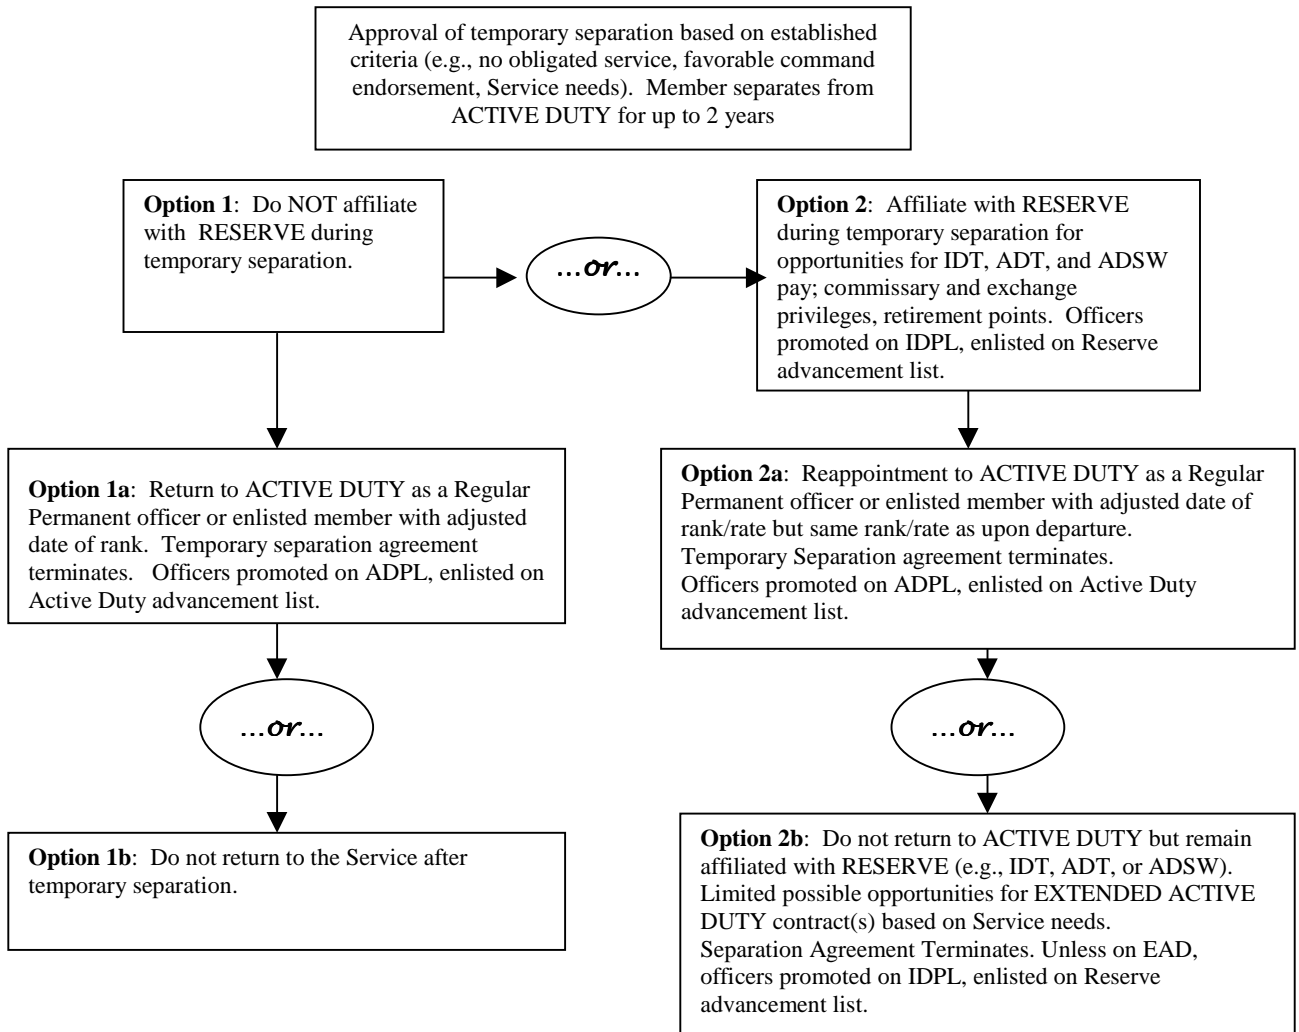 Approval of temporary separation based on established
criteria (e.g., no obligated service, favorable command
endorsement, Service needs).  Member separates from
ACTIVE DUTY for up to 2 years
Option 1:  Do NOT affiliate
with  RESERVE during
temporary separation.
...or...
Option 2:  Affiliate with RESERVE
during temporary separation for
opportunities for IDT, ADT, and ADSW
pay; commissary and exchange
privileges, retirement points.  Officers
promoted on IDPL, enlisted on Reserve
advancement list.
Option 1a:  Return to ACTIVE DUTY as a Regular
Permanent officer or enlisted member with adjusted
date of rank.  Temporary separation agreement
terminates.   Officers promoted on ADPL, enlisted on
Active Duty advancement list.
...or...
Option 1b:  Do not return to the Service after
temporary separation.
Option 2a:  Reappointment to ACTIVE DUTY as a Regular
Permanent officer or enlisted member with adjusted date of
rank/rate but same rank/rate as upon departure.
Temporary Separation agreement terminates.
Officers promoted on ADPL, enlisted on Active Duty
advancement list.
...or...
Option 2b:  Do not return to ACTIVE DUTY but remain
affiliated with RESERVE (e.g., IDT, ADT, or ADSW).
Limited possible opportunities for EXTENDED ACTIVE
DUTY contract(s) based on Service needs.
Separation Agreement Terminates. Unless on EAD,
officers promoted on IDPL, enlisted on Reserve
advancement list.